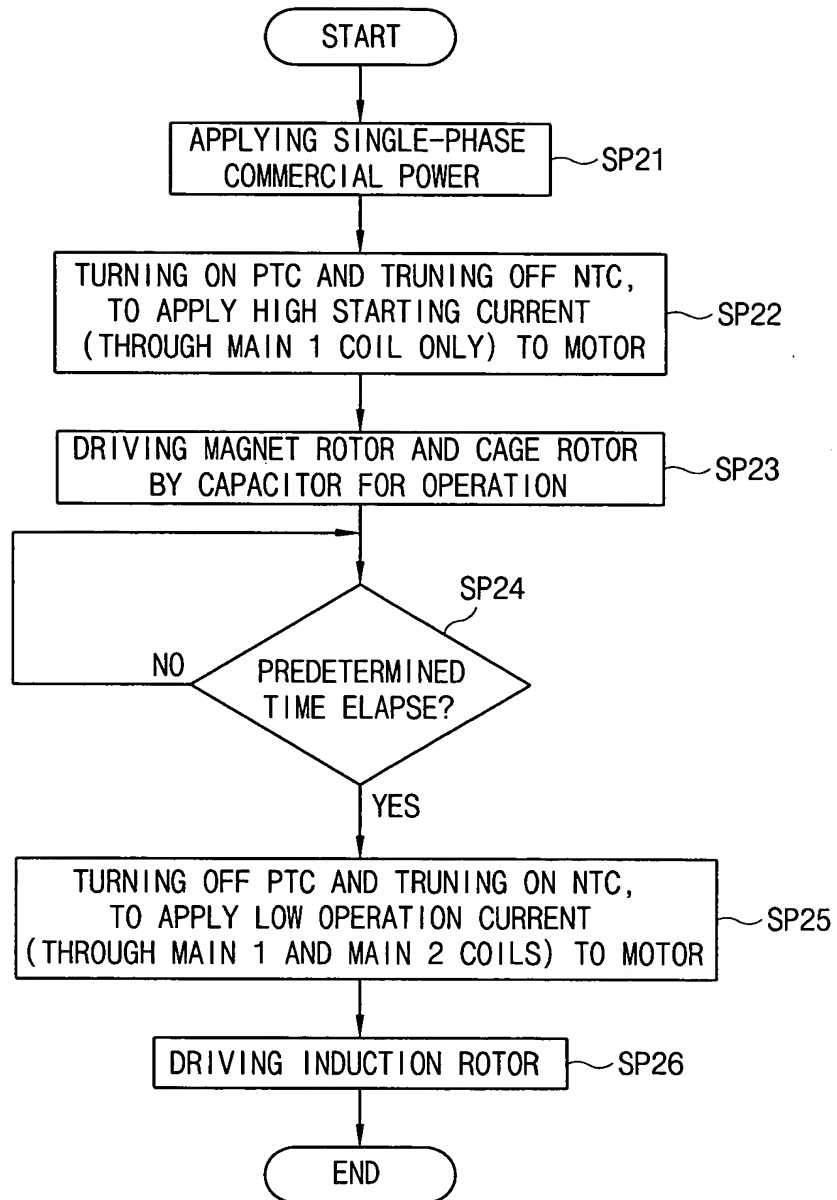 START
APPLYING SINGLE-PHASE
COMMERCIAL POWER
SP21
TURNING ON PTC AND TRUNING OFF NTC,
TO APPLY HIGH STARTING CURRENT
(THROUGH MAIN 1 COIL ONLY) TO MOTOR
SP22
DRIVING MAGNET ROTOR AND CAGE ROTOR
BY CAPACITOR FOR OPERATION
SP23
SP24
NO
PREDETERMINED
TIME ELAPSE?
YES
TURNING OFF PTC AND TRUNING ON NTC,
TO APPLY LOW OPERATION CURRENT
(THROUGH MAIN 1 AND MAIN 2 COILS) TO MOTOR
SP25
DRIVING INDUCTION ROTOR
SP26
END